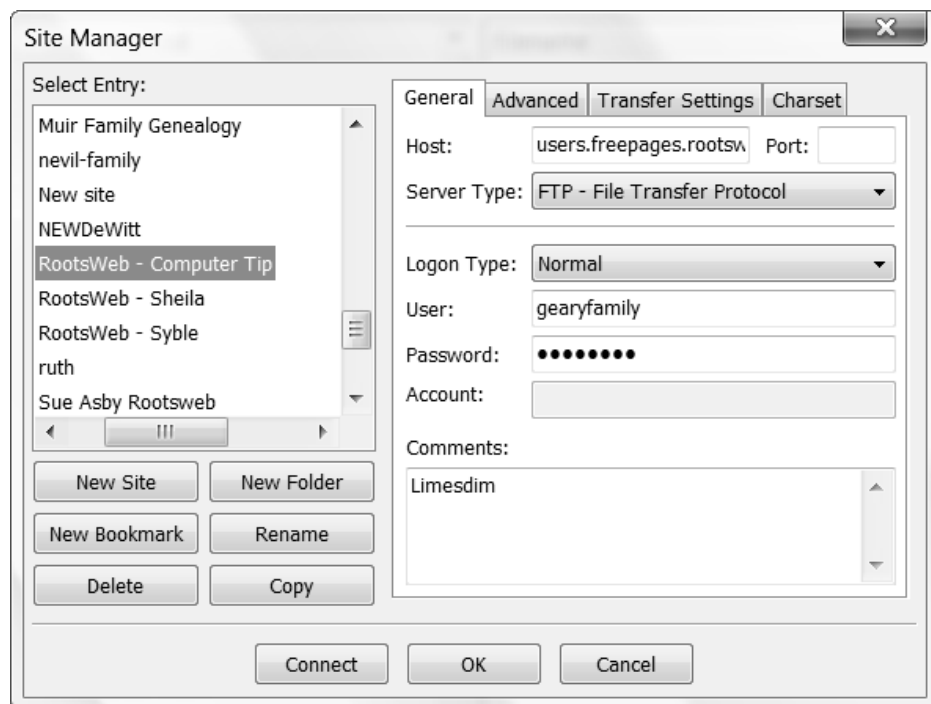 Site Manager
Select Entry:
Muir Family Genealogy
nevil-family
New site
NEWDeWitt
RootsWeb - Computer Tip
RootsWeb - Sheila
RootsWeb - Syble
ruth
Sue Asby Rootsweb
New Site New Folder
New Bookmark Rename
Delete Copy
General Advanced Transfer Settings Charset
Host: users.freepages.rootsw Port:
Server Type: FTP - File Transfer Protocol
Logon Type: Normal
User: gearyfamily
Password: ●●●●●●●●
Account:
Comments:
Limesdim
Connect OK Cancel